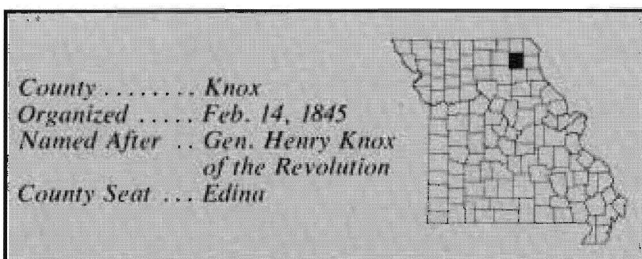 County ........ Knox
Organized ..... Feb. 14, 1845
Named After .. Gen. Henry Knox
of the Revolution
County Seat ... Edina